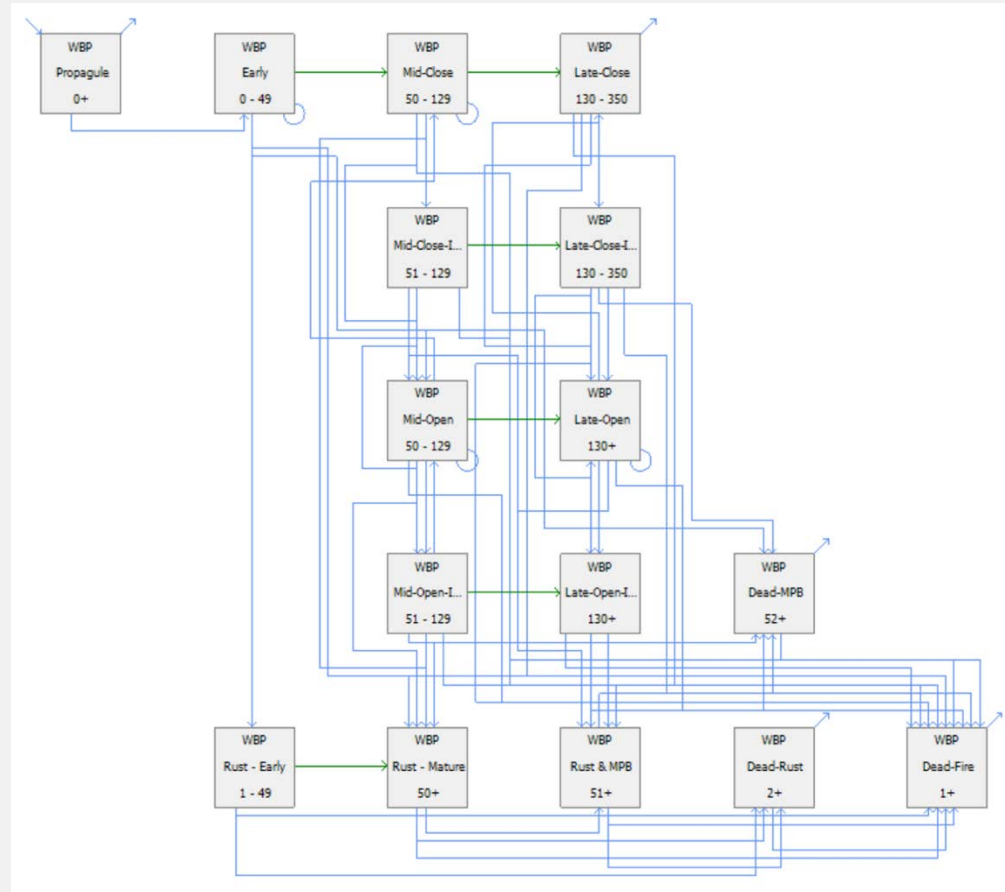 WBP
Propagule
0+
WBP
Early
0 - 49
WBP
Mid-Close
50 - 129
WBP
Late-Close
130 - 350
WBP
Mid-Close-I...
51 - 129
WBP
Late-Close-I...
130 - 350
WBP
Mid-Open
50 - 129
WBP
Late-Open
130+
WBP
Mid-Open-I...
51 - 129
WBP
Late-Open-I...
130+
WBP
Dead-MPB
52+
WBP
Rust - Early
1 - 49
WBP
Rust - Mature
50+
WBP
Rust & MPB
51+
WBP
Dead-Rust
2+
WBP
Dead-Fire
1+